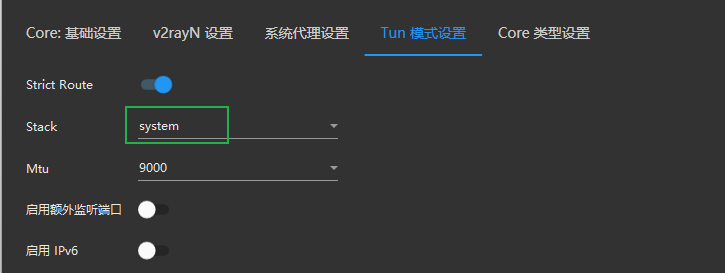 Core: 基础设置 v2rayN 设置 系统代理设置 Tun 模式设置 Core 类型设置
Strict Route
Stack system
Mtu 9000
启用额外监听端口
启用 IPv6